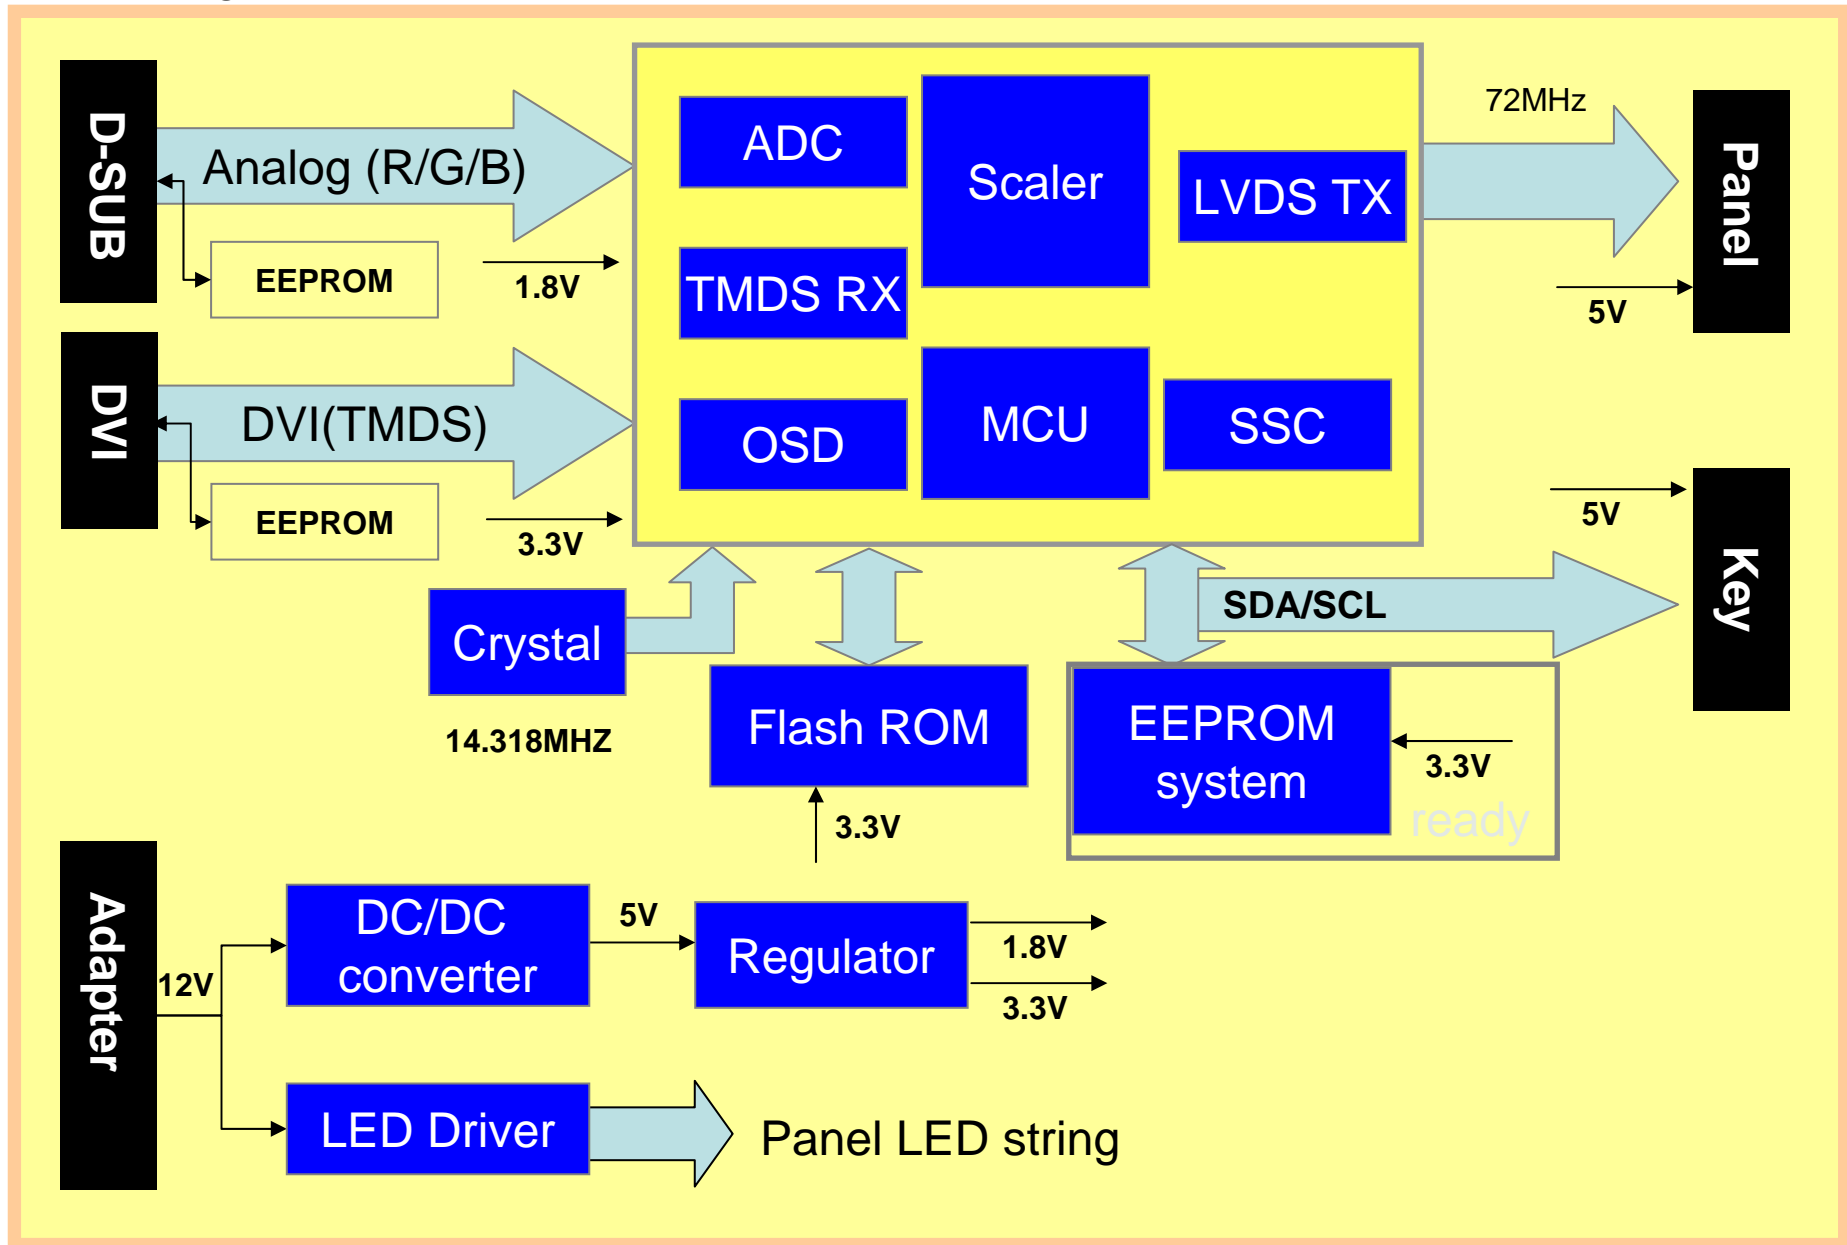 D-SUB
Analog (R/G/B)
EEPROM
1.8V
DVI
DVI(TMDS)
EEPROM
3.3V
ADC
Scaler
LVDS TX
TMDS RX
OSD
MCU
SSC
72MHz
Panel
5V
5V
Key
SDA/SCL
Crystal
14.318MHZ
Flash ROM
3.3V
EEPROM
system
3.3V
ready
Adapter
12V
DC/DC
converter
5V
Regulator
1.8V
3.3V
LED Driver
Panel LED string